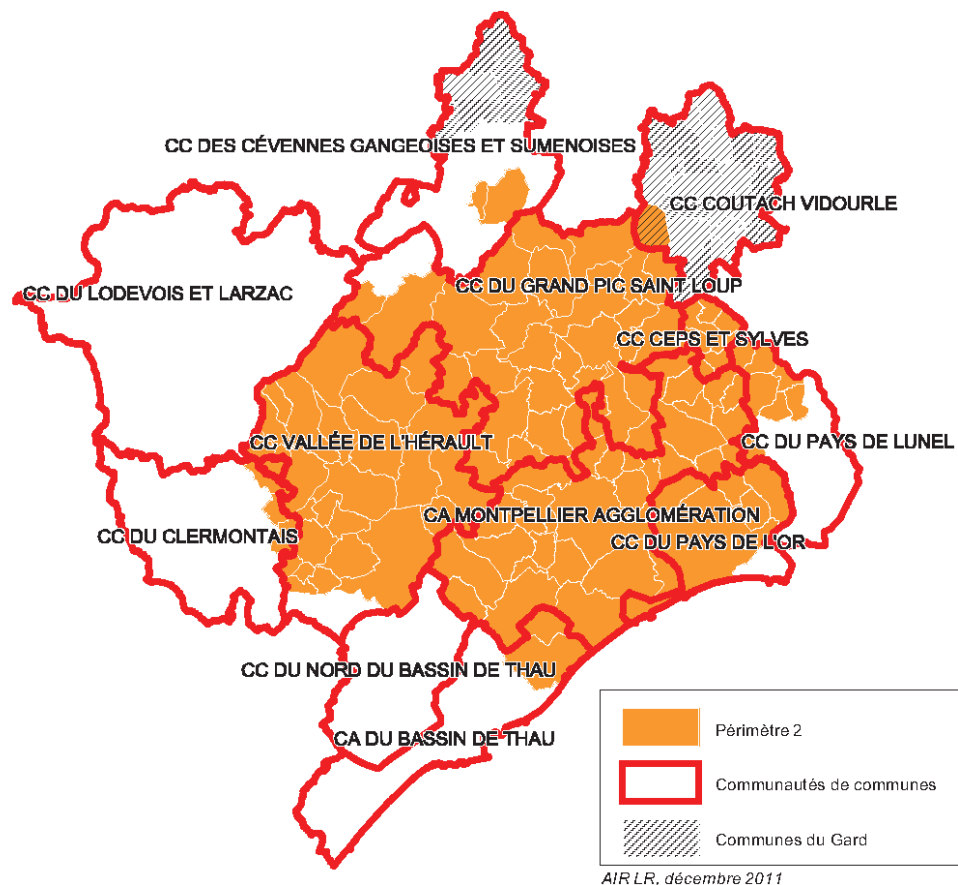 CC DES CÉVENNES GANGEOISES ET SUMENOISES
CC COUTACH VIDOURLE
CC DU GRAND PIC SAINT LOUP
CC DU LODEVOIS ET LARZAC
CC CEPS ET SYLVES
CC VALLÉE DE L'HÉRAULT
CC DU PAYS DE LUNEL
CA MONTPELLIER AGGLOMÉRATION
CC DU CLERMONTAIS
CC DU PAYS DE L'OR
CC DU NORD DU BASSIN DE THAU
CA DU BASSIN DE THAU
Périmètre 2
Communautés de communes
Communes du Gard
AIR LR, décembre 2011